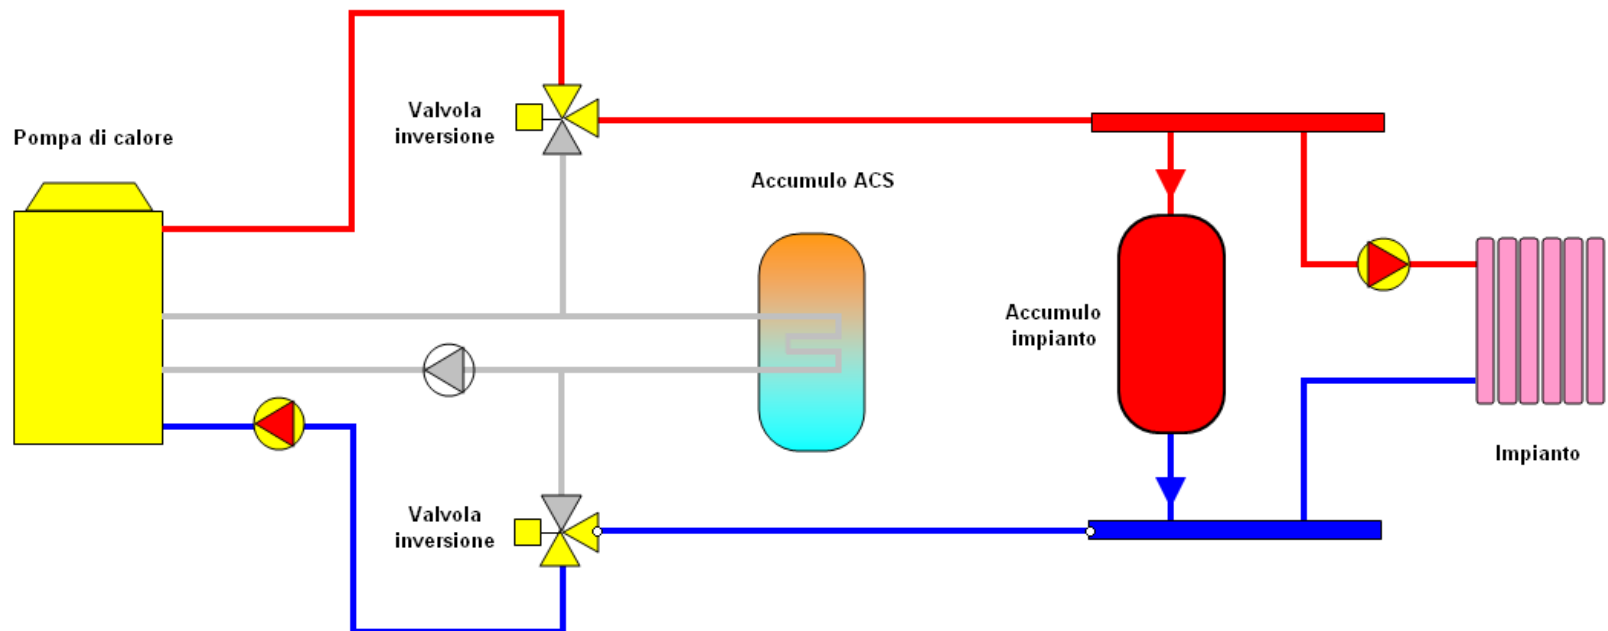 Valvola
inversione
Pompa di calore
Accumulo ACS
Accumulo
impianto
Impianto
Valvola
inversione